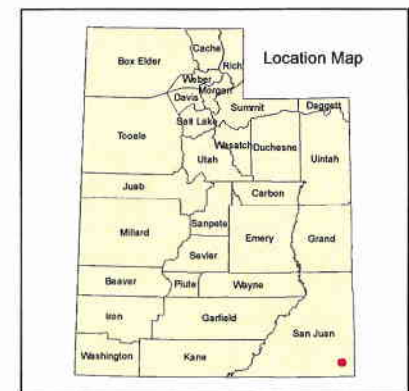 Location Map
Box Elder
Cache
Rich
Weber
Morgan
Davis
Summit
Daggett
Salt Lake
Tooele
Wasatch
Duchesne
Utah
Uintah
Juab
Carbon
Millard
Sanpete
Emery
Grand
Sevier
Beaver
Piute
Wayne
Iron
Garfield
San Juan
Washington
Kane